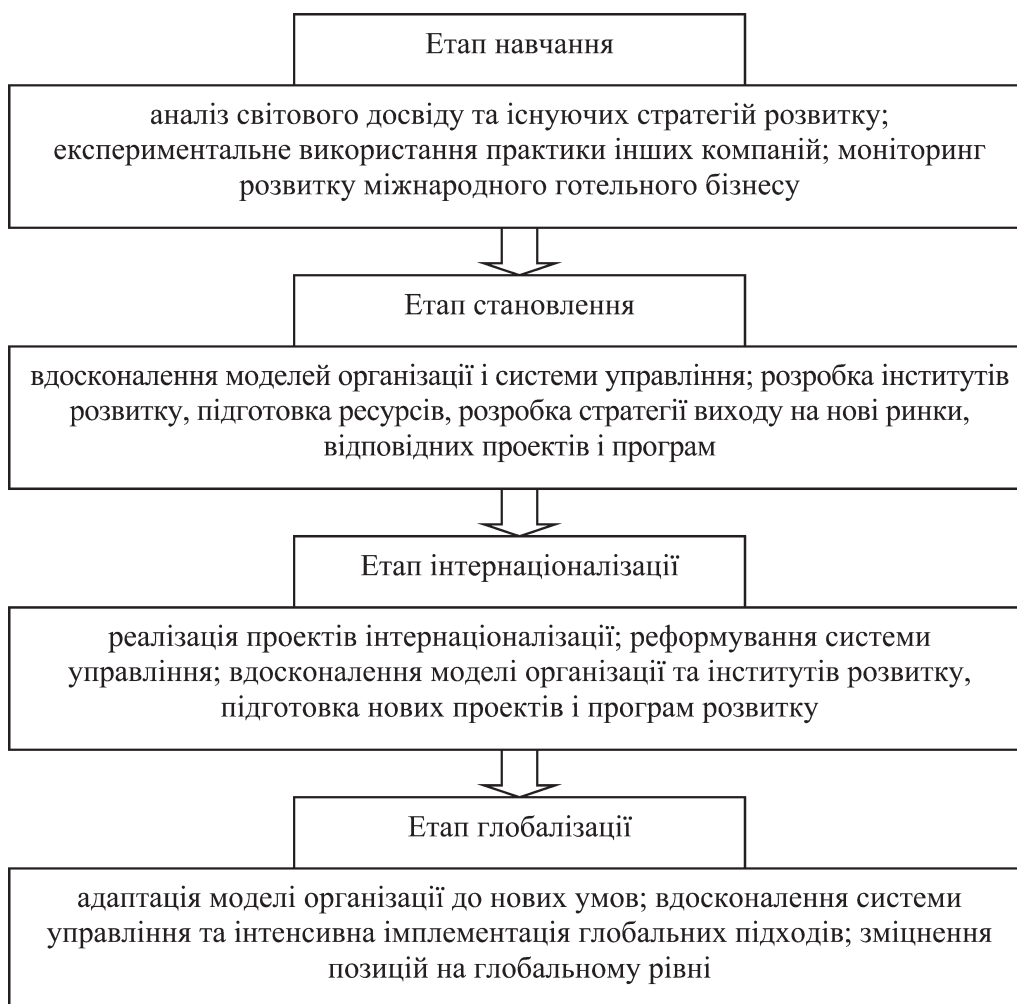 Етап навчання
аналіз світового досвіду та існуючих стратегій розвитку;
експериментальне використання практики інших компаній; моніторинг
розвитку міжнародного готельного бізнесу
Етап становлення
вдосконалення моделей організації і системи управління; розробка інститутів
розвитку, підготовка ресурсів, розробка стратегії виходу на нові ринки,
відповідних проектів і програм
Етап інтернаціоналізації
реалізація проектів інтернаціоналізації; реформування системи
управління; вдосконалення моделі організації та інститутів розвитку,
підготовка нових проектів і програм розвитку
Етап глобалізації
адаптація моделі організації до нових умов; вдосконалення системи
управління та інтенсивна імплементація глобальних підходів; зміцнення
позицій на глобальному рівні